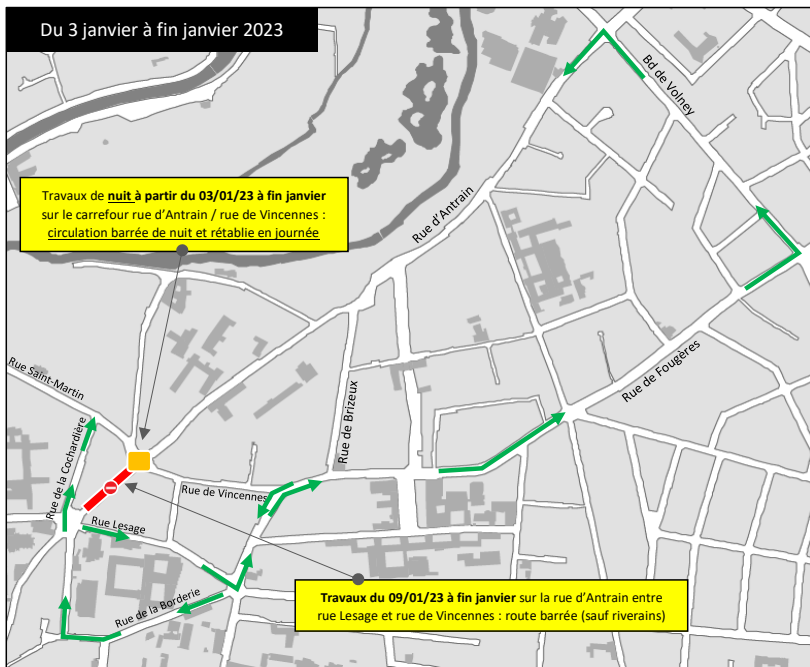 Du 3 janvier à fin janvier 2023
Bd de Volney
Travaux de nuit à partir du 03/01/23 à fin janvier
sur le carrefour rue d'Antrain / rue de Vincennes :
circulation barrée de nuit et rétablie en journée
Rue d'Antrain
Rue de Fougères
Rue Saint-Martin
Rue de Brizeux
Rue de la Cochardière
Rue de Vincennes
Rue Lesage
Rue de la Borderie
Travaux du 09/01/23 à fin janvier sur la rue d'Antrain entre
rue Lesage et rue de Vincennes : route barrée (sauf riverains)